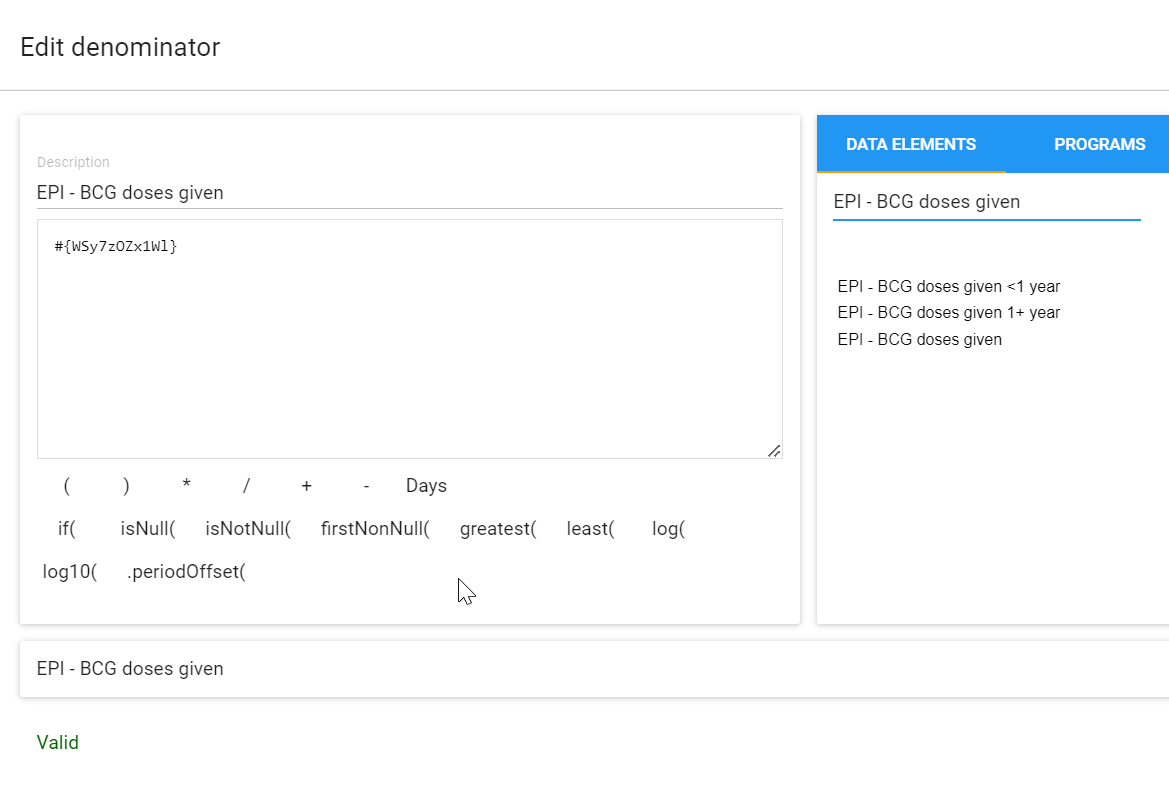 Edit denominator
Description
EPI - BCG doses given
#{WSy7zOZx1Wl}
( ) * / + - Days
if( isNull( isNotNull( firstNonNull( greatest( least( log(
log10( .periodOffset(
DATA ELEMENTS PROGRAMS
EPI - BCG doses given
EPI - BCG doses given <1 year
EPI - BCG doses given 1+ year
EPI - BCG doses given
EPI - BCG doses given
Valid